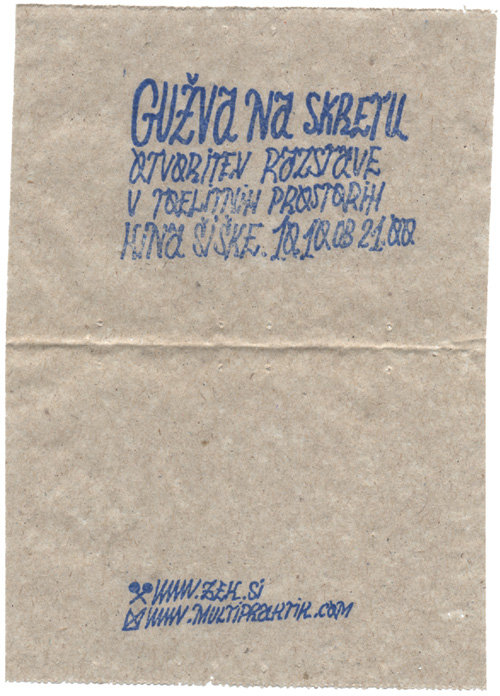 GUŽVA NA SKRETU
OTVORITEV RAZSTAVE
V TOELITNIH PROSTORIH
KINA ŠIŠKE. 10.10.08 21.00
WWW.ZEK.SI
WWW.MULTIPRAKTIK.COM